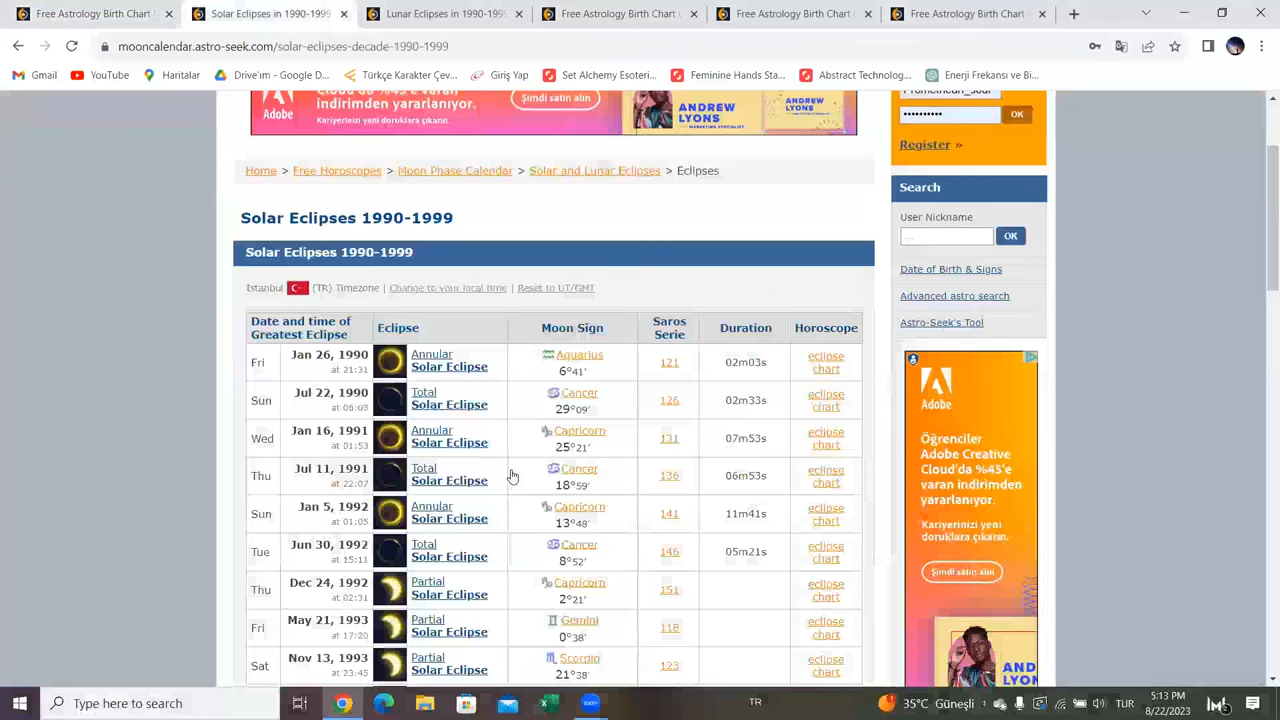 Free Astrology Birth Chart
Solar Eclipses in 1990-1999
Lunar Eclipses in 1990-199
Free Astrology Birth Chart
Free Astrology Birth Chart
Free Astrology Birth Chart
mooncalendar.astro-seek.com/solar-eclipses-decade-1990-1999
Gmail
YouTube
Haritalar
Drive'ım - Google D...
Türkçe Karakter Çev...
Giriş Yap
Set Alchemy Esoteri...
Feminine Hands Sta...
Abstract Technolog...
Enerji Frekansı ve Bi...
Adobe
Cloud'da %43'e
varan indirimden
yararlanıyor.
Kariyerinizi yeni doruklara çıkarın.
Şimdi satın alın
ANDREW
LYONS
MARKETING SPECIALIST
ANDREW
LYONS
Promethean_soul
••••••••••
OK
Register »
Home > Free Horoscopes > Moon Phase Calendar > Solar and Lunar Eclipses > Eclipses
Solar Eclipses 1990-1999
Solar Eclipses 1990-1999
Istanbul (TR) Timezone | Change to your local time | Reset to UT/GMT
Date and time of Greatest Eclipse Eclipse Moon Sign Saros Serie Duration Horoscope
Fri Jan 26, 1990 at 21:31 Annular Solar Eclipse Aquarius 6°41' 121 02m03s eclipse chart
Sun Jul 22, 1990 at 06:03 Total Solar Eclipse Cancer 29°09' 126 02m33s eclipse chart
Wed Jan 16, 1991 at 01:53 Annular Solar Eclipse Capricorn 25°21' 131 07m53s eclipse chart
Thu Jul 11, 1991 at 22:07 Total Solar Eclipse Cancer 18°59' 136 06m53s eclipse chart
Sun Jan 5, 1992 at 01:05 Annular Solar Eclipse Capricorn 13°48' 141 11m41s eclipse chart
Tue Jun 30, 1992 at 15:11 Total Solar Eclipse Cancer 8°52' 146 05m21s eclipse chart
Thu Dec 24, 1992 at 02:31 Partial Solar Eclipse Capricorn 2°21' 151 eclipse chart
Fri May 21, 1993 at 17:20 Partial Solar Eclipse Gemini 0°38' 118 eclipse chart
Sat Nov 13, 1993 at 23:45 Partial Solar Eclipse Scorpio 21°38' 123 eclipse chart
Search
User Nickname
...
OK
Date of Birth & Signs
Advanced astro search
Astro-Seek's Tool
Adobe
Öğrenciler
Adobe Creative
Cloud'da %43'e
varan indirimden
yararlanıyor.
Kariyerinizi yeni
doruklara çıkarın.
Şimdi satın alın
AND
LYO
Type here to search
TR
35°C Güneşli
TUR
5:13 PM
8/22/2023